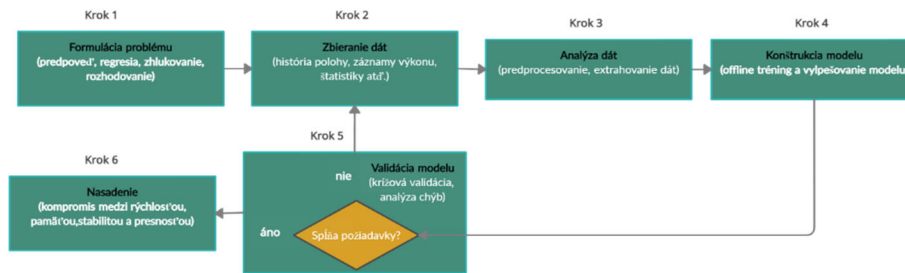 Krok 1
Formulácia problému
(predpoveď, regresia, zhlukovanie,
rozhodovanie)
Krok 2
Zbieranie dát
(história polohy, záznamy výkonu,
štatistiky atď.)
Krok 3
Analýza dát
(predprocesovanie, extrahovanie dát)
Krok 4
Konštrukcia modelu
(offline tréning a vylpešovanie modelu
Krok 5
nie
Validácia modelu
(krížová validácia,
analýza chýb)
áno
Spĺňa požiadavky?
Krok 6
Nasadenie
(kompromis medzi rýchlosťou,
pamäťou,stabilitou a presnosťou)